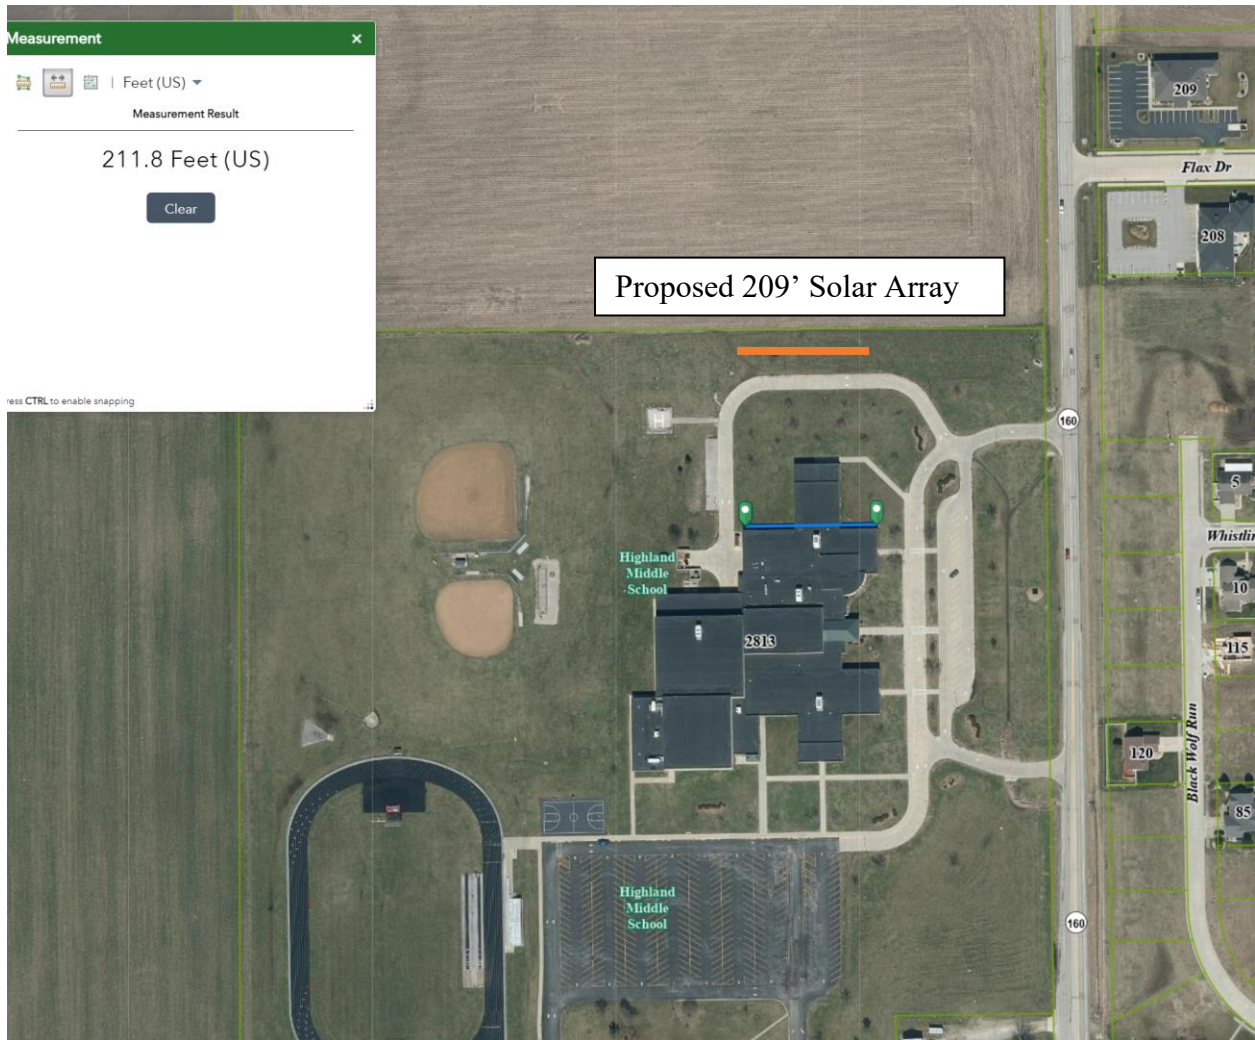 Measurement
Feet (US)
Measurement Result
211.8 Feet (US)
Clear
CTRL to enable snapping
209
Flax Dr
208
Proposed 209’ Solar Array
160
5
Highland
Middle
School
10
2813
115
120
Black Wolf Run
85
Highland
Middle
School
160